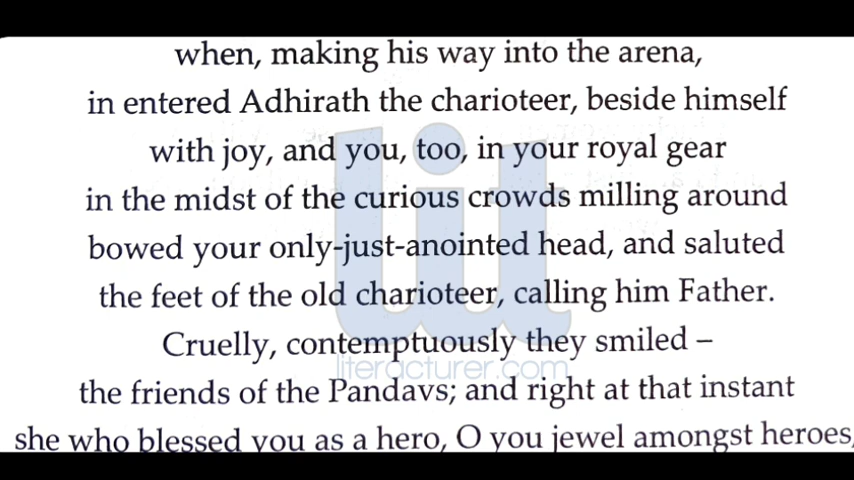 when, making his way into the arena,
in entered Adhirath the charioteer, beside himself
with joy, and you, too, in your royal gear
in the midst of the curious crowds milling around
bowed your only-just-anointed head, and saluted
the feet of the old charioteer, calling him Father.
Cruelly, contemptuously they smiled –
literacturer.com
the friends of the Pandavs; and right at that instant
she who blessed you as a hero, O you jewel amongst heroes,
lit